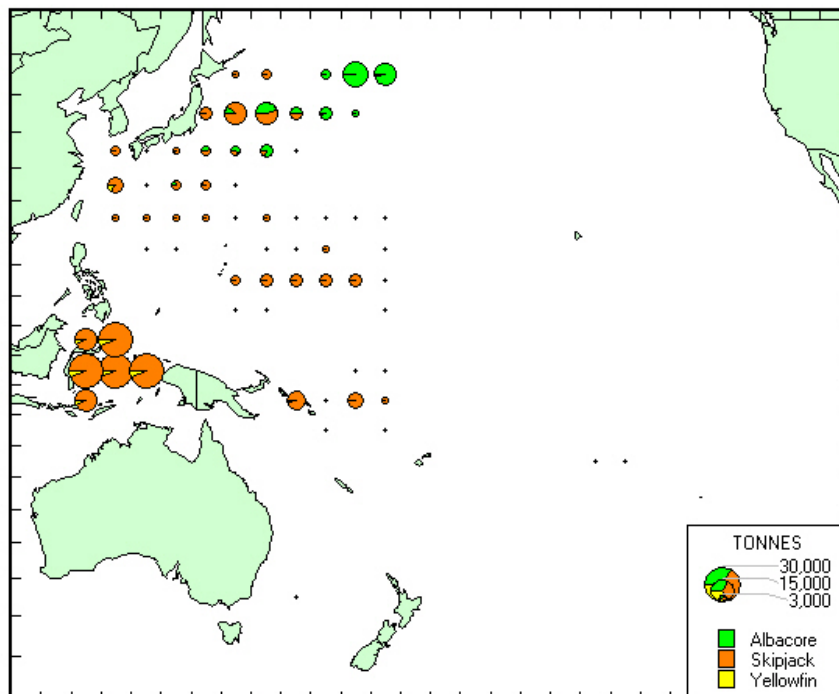 TONNES
30,000
15,000
3,000
Albacore
Skipjack
Yellowfin